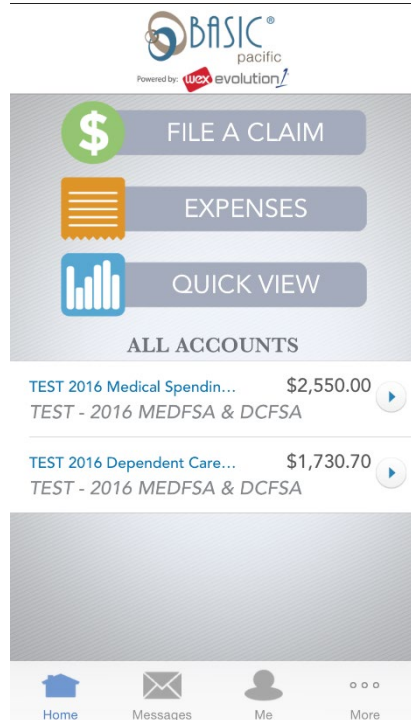 BASIC®
pacific
Powered by: wex evolution1
$ FILE A CLAIM
EXPENSES
QUICK VIEW
ALL ACCOUNTS
TEST 2016 Medical Spendin... $2,550.00
TEST - 2016 MEDFSA & DCFSA
TEST 2016 Dependent Care... $1,730.70
TEST - 2016 MEDFSA & DCFSA
Home Messages Me More